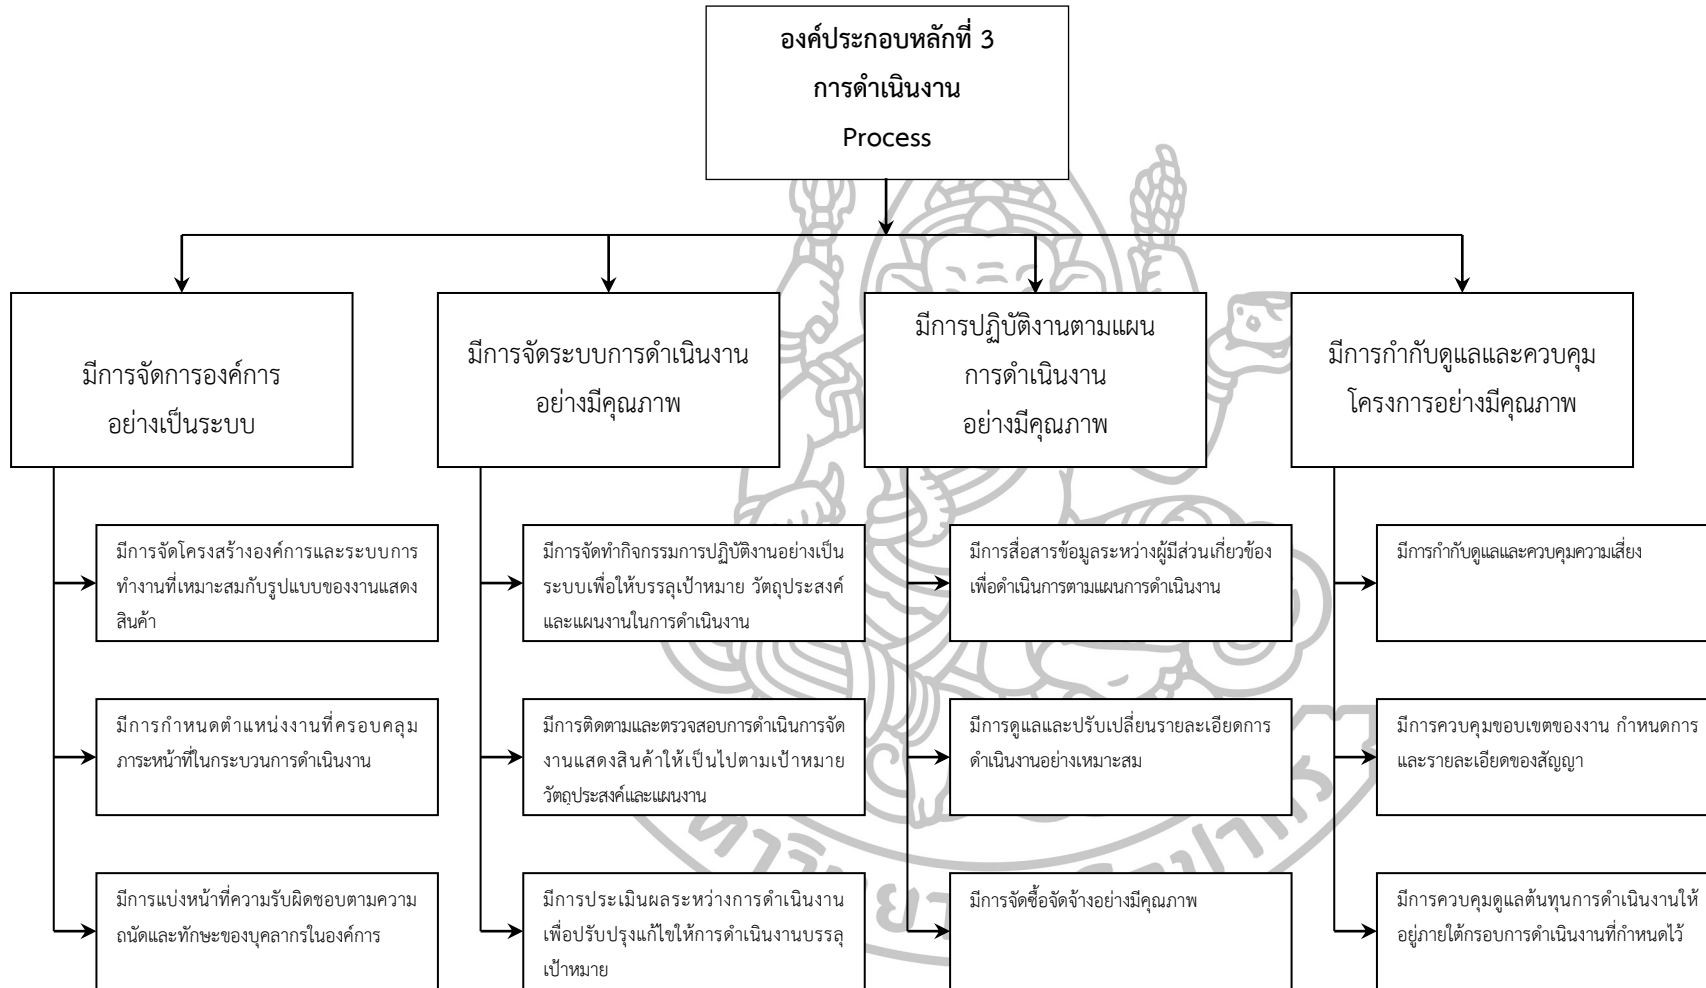 องค์ประกอบหลักที่ 3
การดำเนินงาน
Process
มีการจัดการองค์การ
อย่างเป็นระบบ
มีการจัดโครงสร้างองค์การและระบบการ
ทำงานที่เหมาะสมกับรูปแบบของงานแสดง
สินค้า
มีการกำหนดตำแหน่งงานที่ครอบคลุม
ภาระหน้าที่ในกระบวนการดำเนินงาน
มีการแบ่งหน้าที่ความรับผิดชอบตามความ
ถนัดและทักษะของบุคลากรในองค์การ
มีการจัดระบบการดำเนินงาน
อย่างมีคุณภาพ
มีการจัดทำกิจกรรมการปฏิบัติงานอย่างเป็น
ระบบเพื่อให้บรรลุเป้าหมาย วัตถุประสงค์
และแผนงานในการดำเนินงาน
มีการติดตามและตรวจสอบการดำเนินการจัด
งานแสดงสินค้าให้เป็นไปตามเป้าหมาย
วัตถุประสงค์และแผนงาน
มีการประเมินผลระหว่างการดำเนินงาน
เพื่อปรับปรุงแก้ไขให้การดำเนินงานบรรลุ
เป้าหมาย
มีการปฏิบัติงานตามแผน
การดำเนินงาน
อย่างมีคุณภาพ
มีการสื่อสารข้อมูลระหว่างผู้มีส่วนเกี่ยวข้อง
เพื่อดำเนินการตามแผนการดำเนินงาน
มีการดูแลและปรับเปลี่ยนรายละเอียดการ
ดำเนินงานอย่างเหมาะสม
มีการจัดซื้อจัดจ้างอย่างมีคุณภาพ
มีการกำกับดูแลและควบคุม
โครงการอย่างมีคุณภาพ
มีการกำกับดูแลและควบคุมความเสี่ยง
มีการควบคุมขอบเขตของงาน กำหนดการ
และรายละเอียดของสัญญา
มีการควบคุมดูแลต้นทุนการดำเนินงานให้
อยู่ภายใต้กรอบการดำเนินงานที่กำหนดไว้